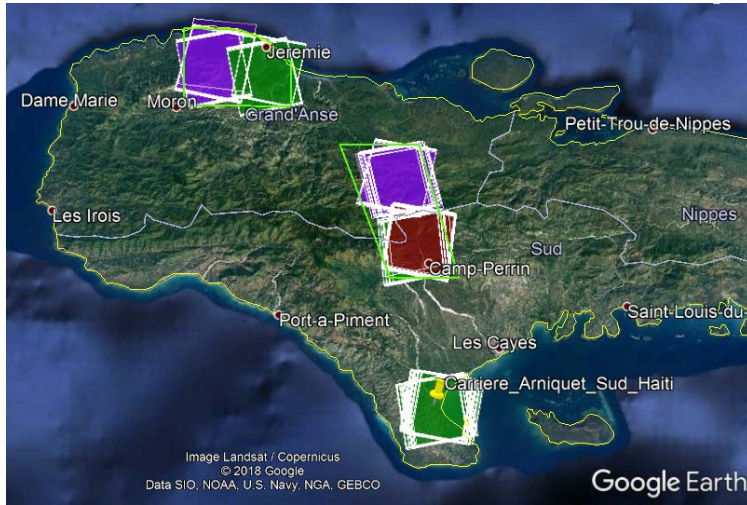 Jeremie
Dame Marie
Moron
Grand'Anse
Petit-Trou-de-Nippes
Les Irois
Nippes
Sud
Camp-Perrin
Port-a-Piment
Saint Louis-du-
Les Cayes
Carriere_Arniquet_Sud_Haiti
Image Landsat / Copernicus
© 2018 Google
Data SIO, NOAA, U.S. Navy, NGA, GEBCO
Google Earth